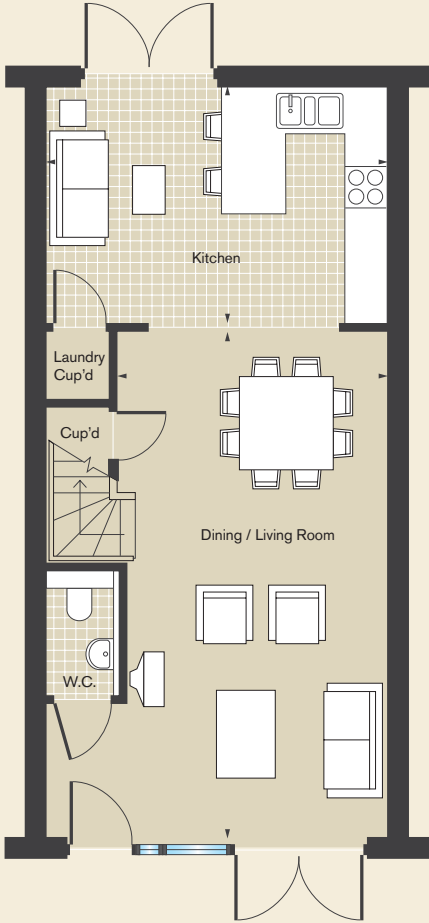 Kitchen
Laundry
Cup'd
Cup'd
Dining / Living Room
W.C.